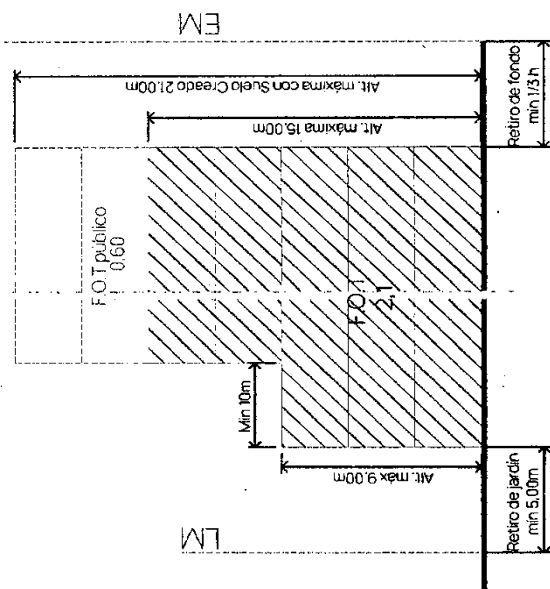 EM
Alt. máxima con Suelo Creado 21.00m
Alt. máxima 15.00m
Retiro de fondo
min 1/3 h
F.O.T público
0.60
F.O.T
2,1
Min 10m
Alt. máx 9.00m
Retiro de jardín
min 5.00m
LM